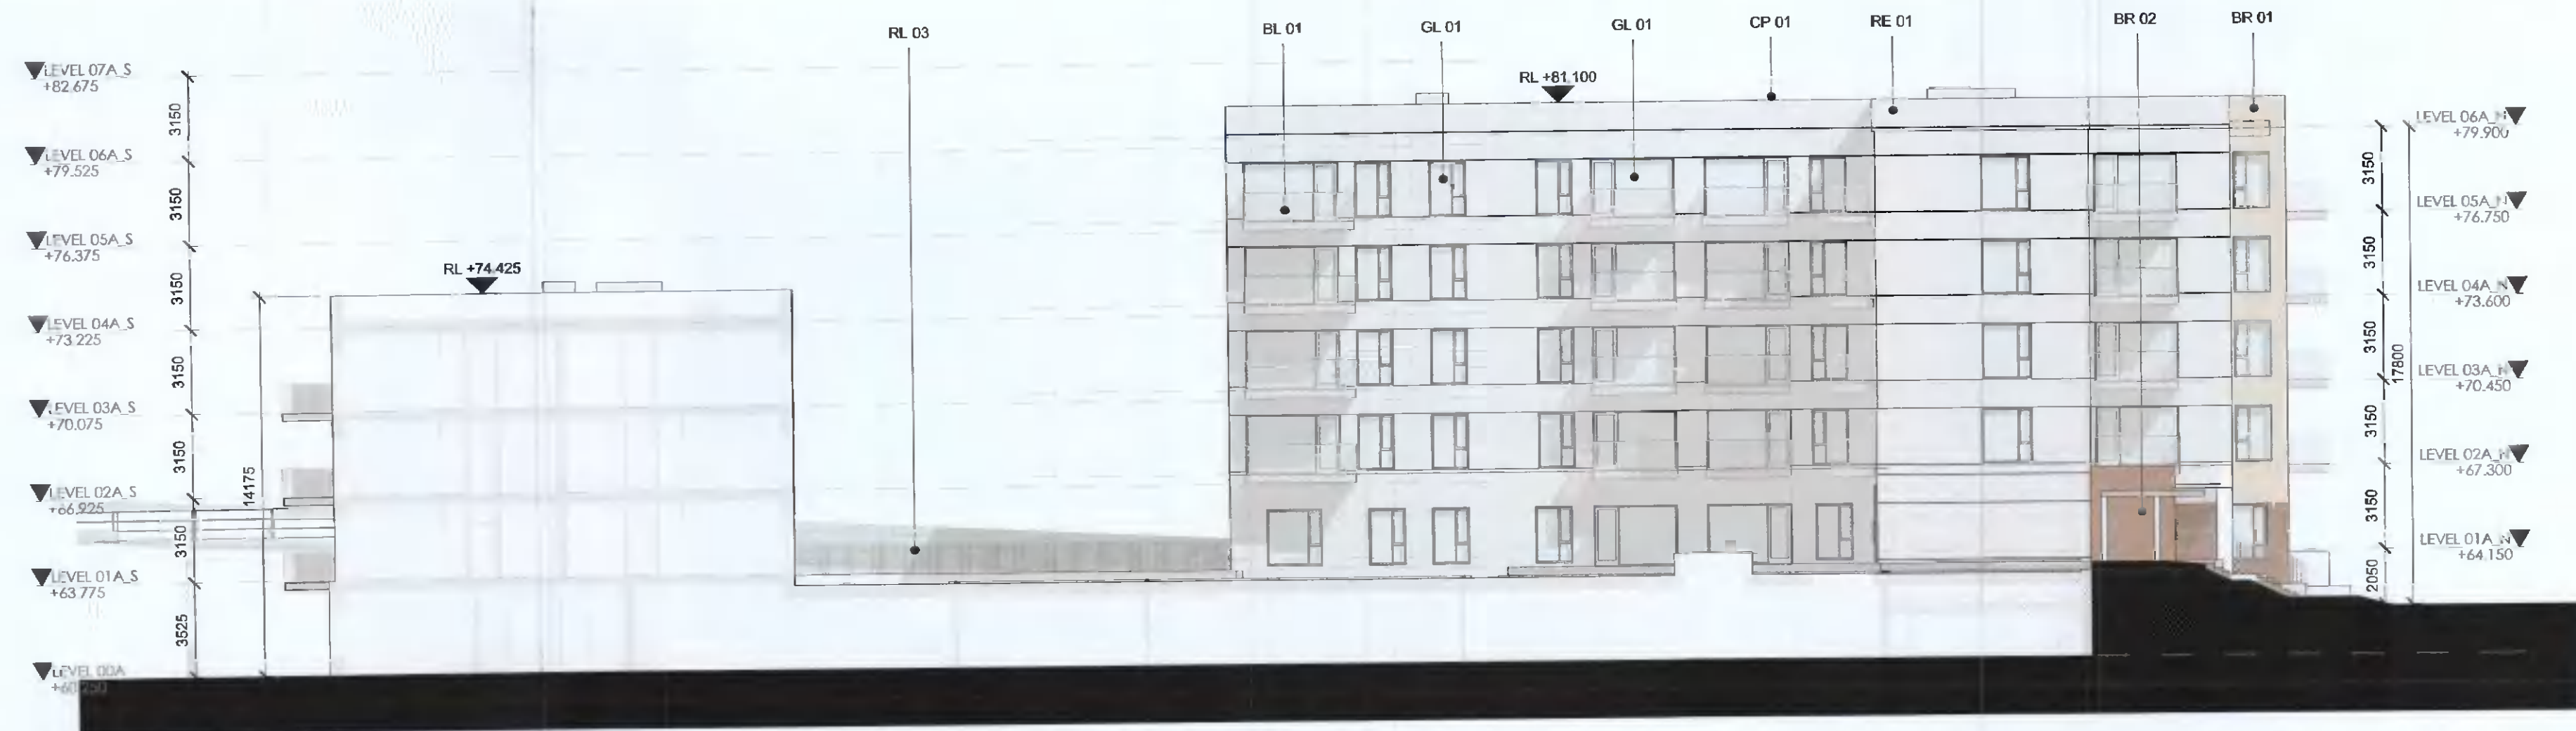 RL 03
BL 01
GL 01
GL 01
CP 01
RE 01
BR 02
BR 01
RL +81.100
RL +74.425
LEVEL 07A_S
+82.675
LEVEL 06A_S
+79.525
LEVEL 05A_S
+76.375
LEVEL 04A_S
+73.225
LEVEL 03A_S
+70.075
LEVEL 02A_S
+66.925
LEVEL 01A_S
+63.775
LEVEL 00A
+60.250
3150
3150
3150
3150
3150
3150
3525
14175
LEVEL 06A_N
+79.900
LEVEL 05A_N
+76.750
LEVEL 04A_N
+73.600
LEVEL 03A_N
+70.450
LEVEL 02A_N
+67.300
LEVEL 01A_N
+64.150
3150
3150
3150
3150
3150
2050
17800